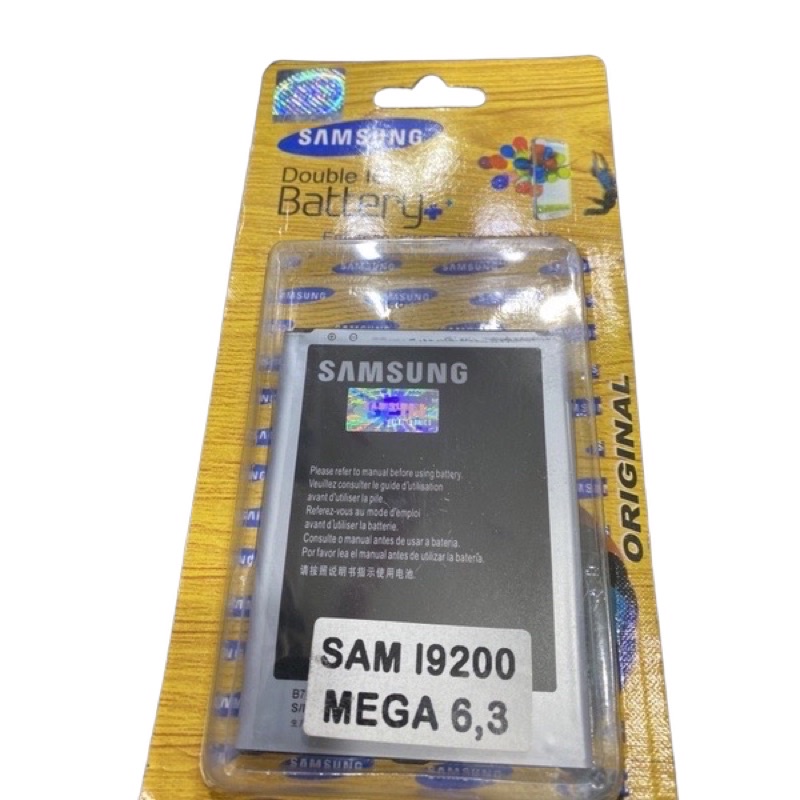 SAMSUNG
Double
Battery+
SAMSUNG SAMSUNG
SAMSUNG
SAMSUNG
SAMSUNG
Please refer to manual before using battery.
Veuillez consulter le guide d'utilisation
avant d'utiliser la pile.
Referez-vous au mode d'emploi
avant d'utiliser la batterie.
Consulte o manual antes de usar a bateria.
Por favor lea el manual antes de utilizar la batería.
请按照说明书指示使用电池.
ORIGINAL
SAM I9200
MEGA 6,3
SAMSUNG SAMSUNG